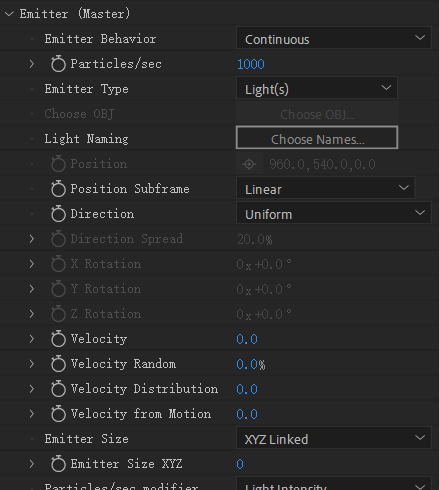 Emitter (Master)
Emitter Behavior Continuous
Particles/sec 1000
Emitter Type Light(s)
Choose OBJ Choose OBJ...
Light Naming Choose Names...
Position 960.0,540.0,0.0
Position Subframe Linear
Direction Uniform
Direction Spread 20.0%
X Rotation 0x+0.0°
Y Rotation 0x+0.0°
Z Rotation 0x+0.0°
Velocity 0.0
Velocity Random 0.0%
Velocity Distribution 0.0
Velocity from Motion 0.0
Emitter Size XYZ Linked
Emitter Size XYZ 0
Particles/sec modifier Light Intensity